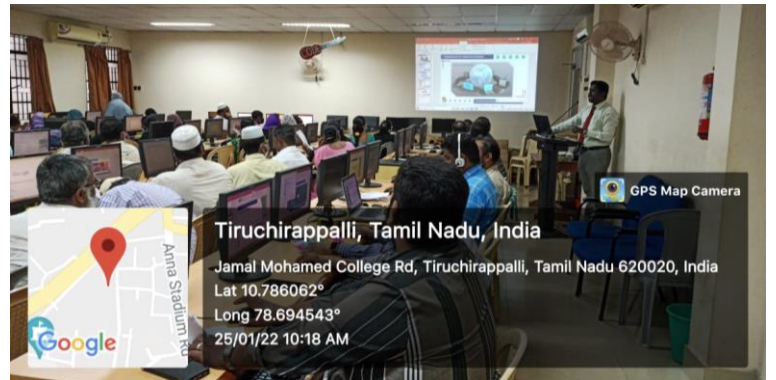 GPS Map Camera
Tiruchirappalli, Tamil Nadu, India
Jamal Mohamed College Rd, Tiruchirappalli, Tamil Nadu 620020, India
Lat 10.786062°
Long 78.694543°
25/01/22 10:18 AM
Anna Stadium Rd
Google